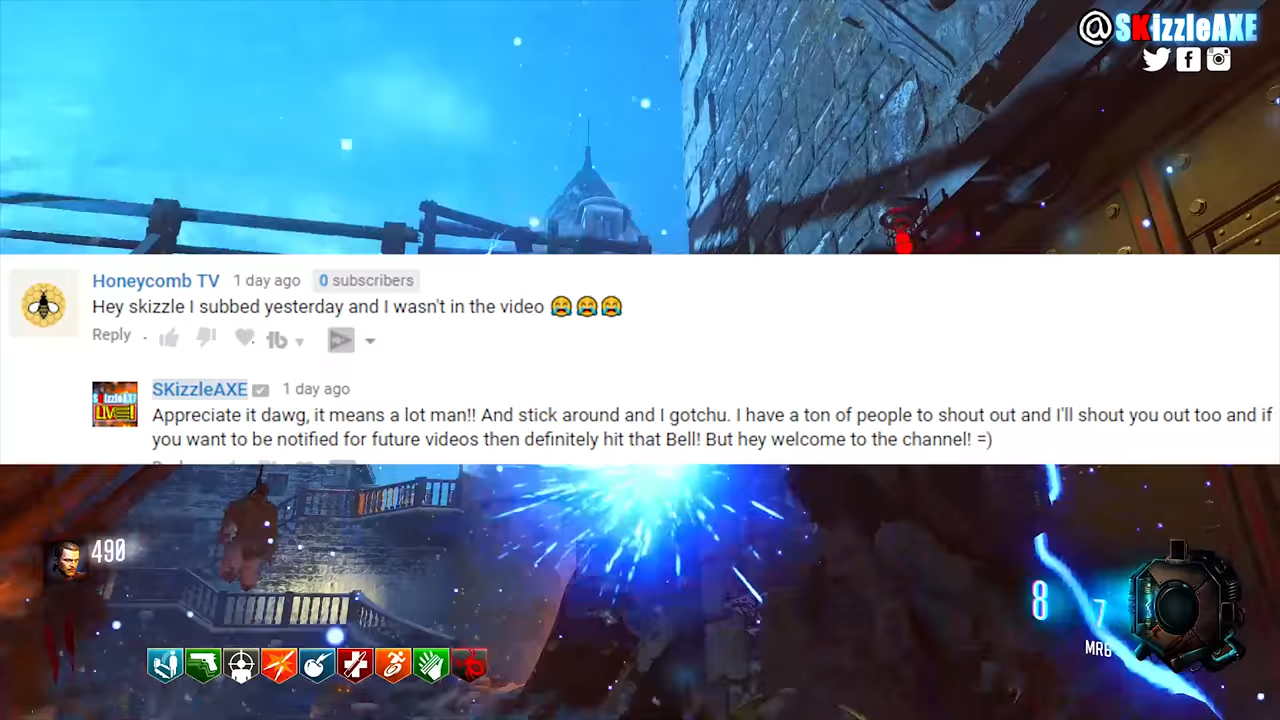 @SKizzleAXE
Honeycomb TV 1 day ago 0 subscribers
Hey skizzle I subbed yesterday and I wasn't in the video 😭😭😭
Reply
SKizzleAXE 1 day ago
SKizzleAXE
LIVE!
Appreciate it dawg, it means a lot man!! And stick around and I gotchu. I have a ton of people to shout out and I'll shout you out too and if
you want to be notified for future videos then definitely hit that Bell! But hey welcome to the channel! =)
490
8
7
MR6